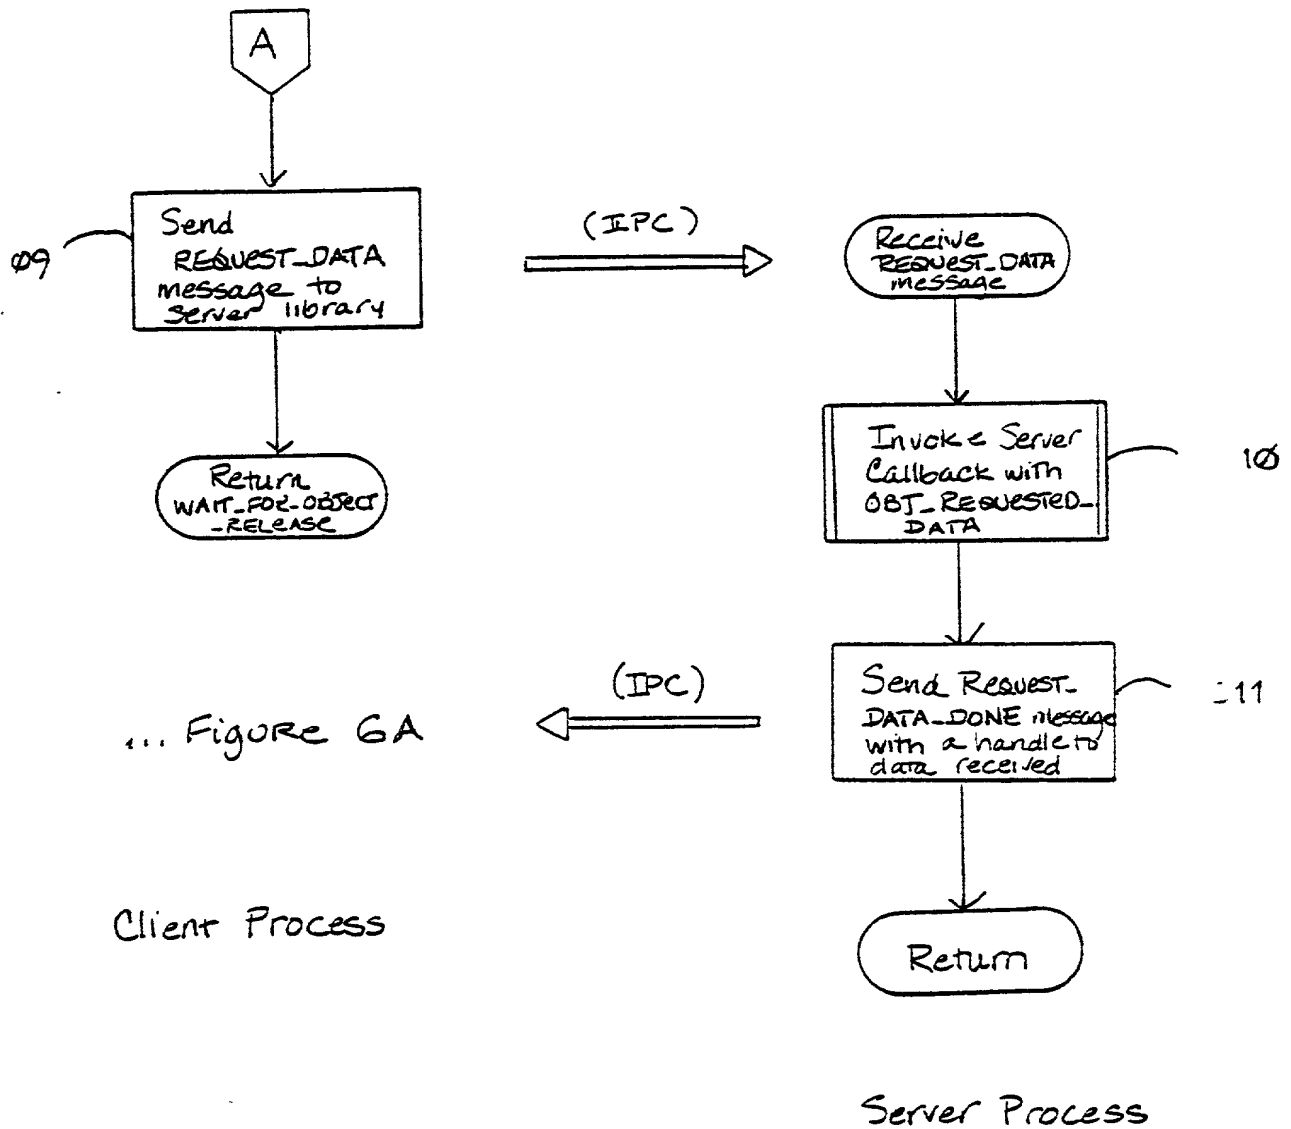 A
Send
REQUEST_DATA
message to
Server library
09
(IPC)
Receive
REQUEST_DATA
message
Return
WAIT_FOR_OBJECT
_RELEASE
Invoke Server
Callback with
OBJ_REQUESTED_
DATA
10
(IPC)
Send REQUEST_
DATA_DONE message
with a handle to
data received
11
... Figure 6A
Client Process
Return
Server Process